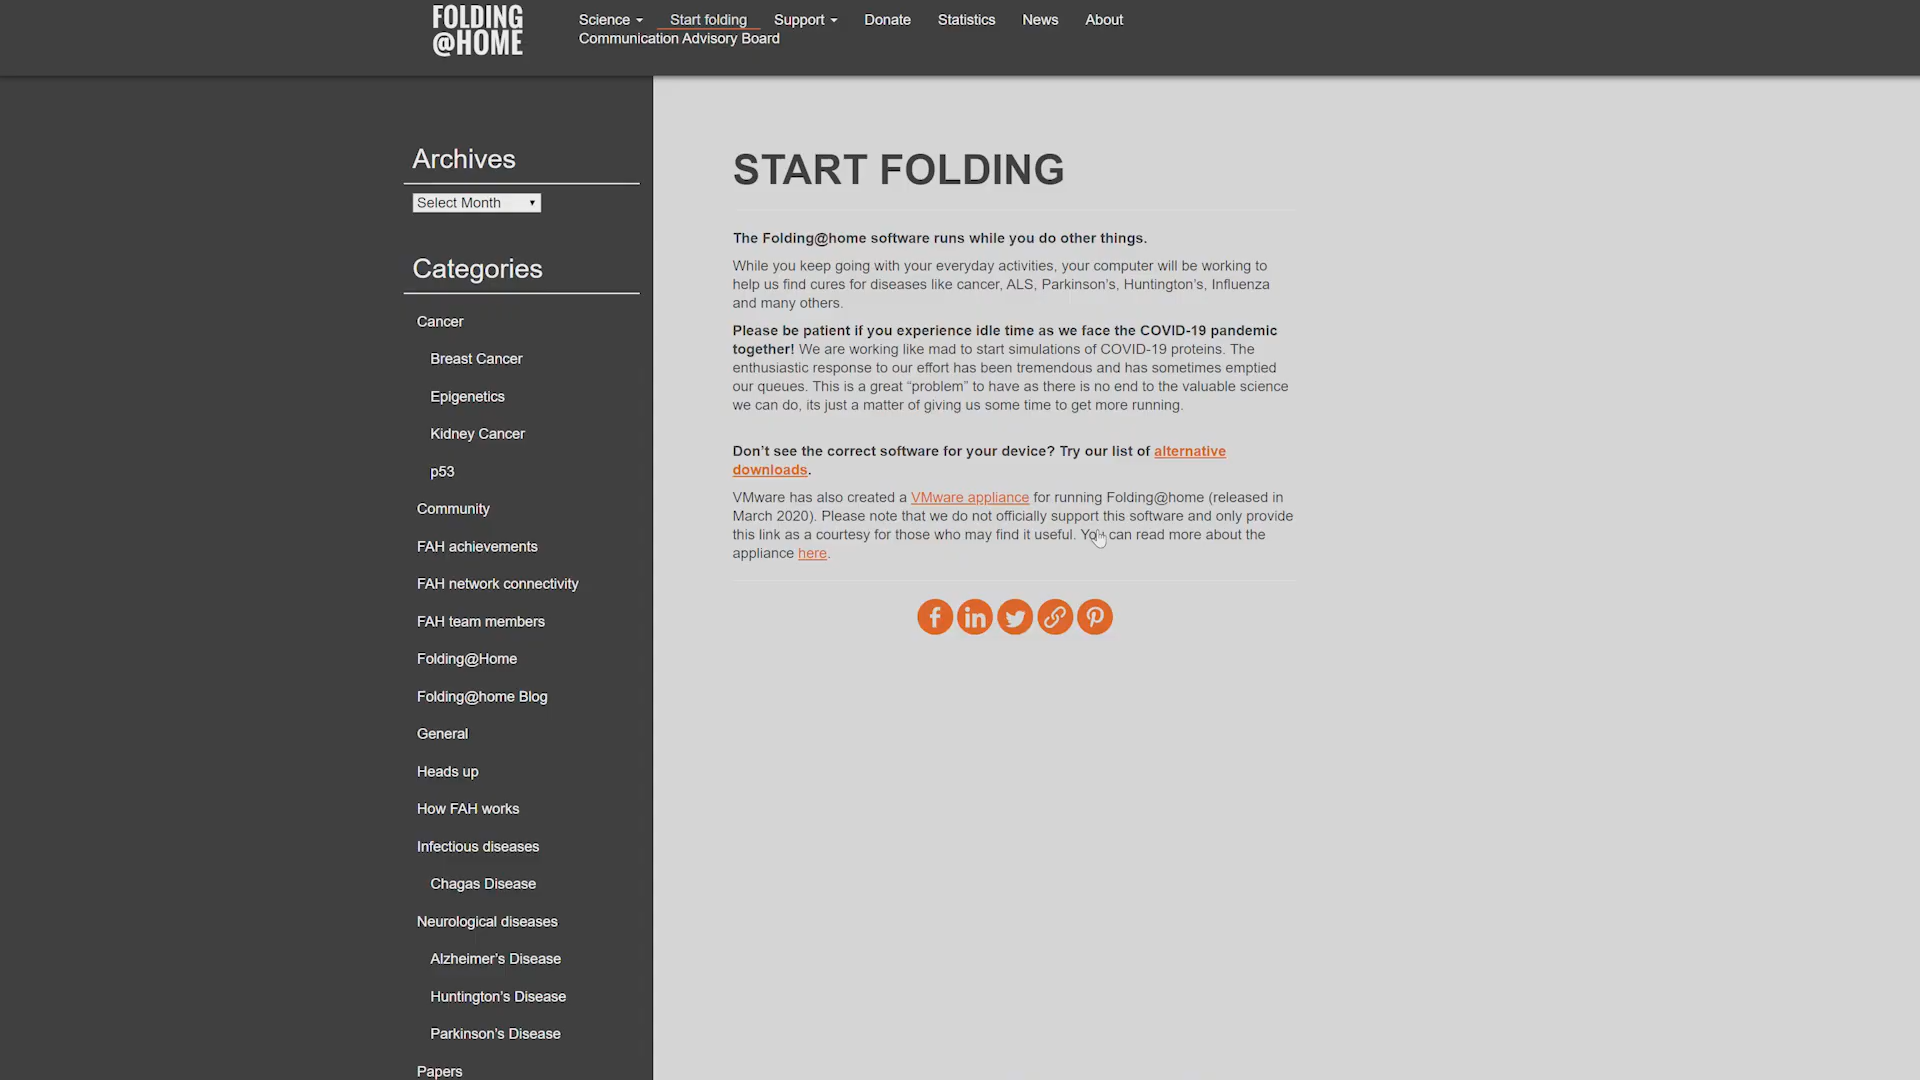 FOLDING
@HOME
Science
Start folding
Support
Donate
Statistics
News
About
Communication Advisory Board
Archives
Select Month
Categories
Cancer
Breast Cancer
Epigenetics
Kidney Cancer
p53
Community
FAH achievements
FAH network connectivity
FAH team members
Folding@Home
Folding@home Blog
General
Heads up
How FAH works
Infectious diseases
Chagas Disease
Neurological diseases
Alzheimer's Disease
Huntington's Disease
Parkinson's Disease
Papers
START FOLDING
The Folding@home software runs while you do other things.
While you keep going with your everyday activities, your computer will be working to
help us find cures for diseases like cancer, ALS, Parkinson's, Huntington's, Influenza
and many others.
Please be patient if you experience idle time as we face the COVID-19 pandemic
together! We are working like mad to start simulations of COVID-19 proteins. The
enthusiastic response to our effort has been tremendous and has sometimes emptied
our queues. This is a great “problem” to have as there is no end to the valuable science
we can do, its just a matter of giving us some time to get more running.
Don't see the correct software for your device? Try our list of alternative
downloads.
VMware has also created a VMware appliance for running Folding@home (released in
March 2020). Please note that we do not officially support this software and only provide
this link as a courtesy for those who may find it useful. You can read more about the
appliance here.